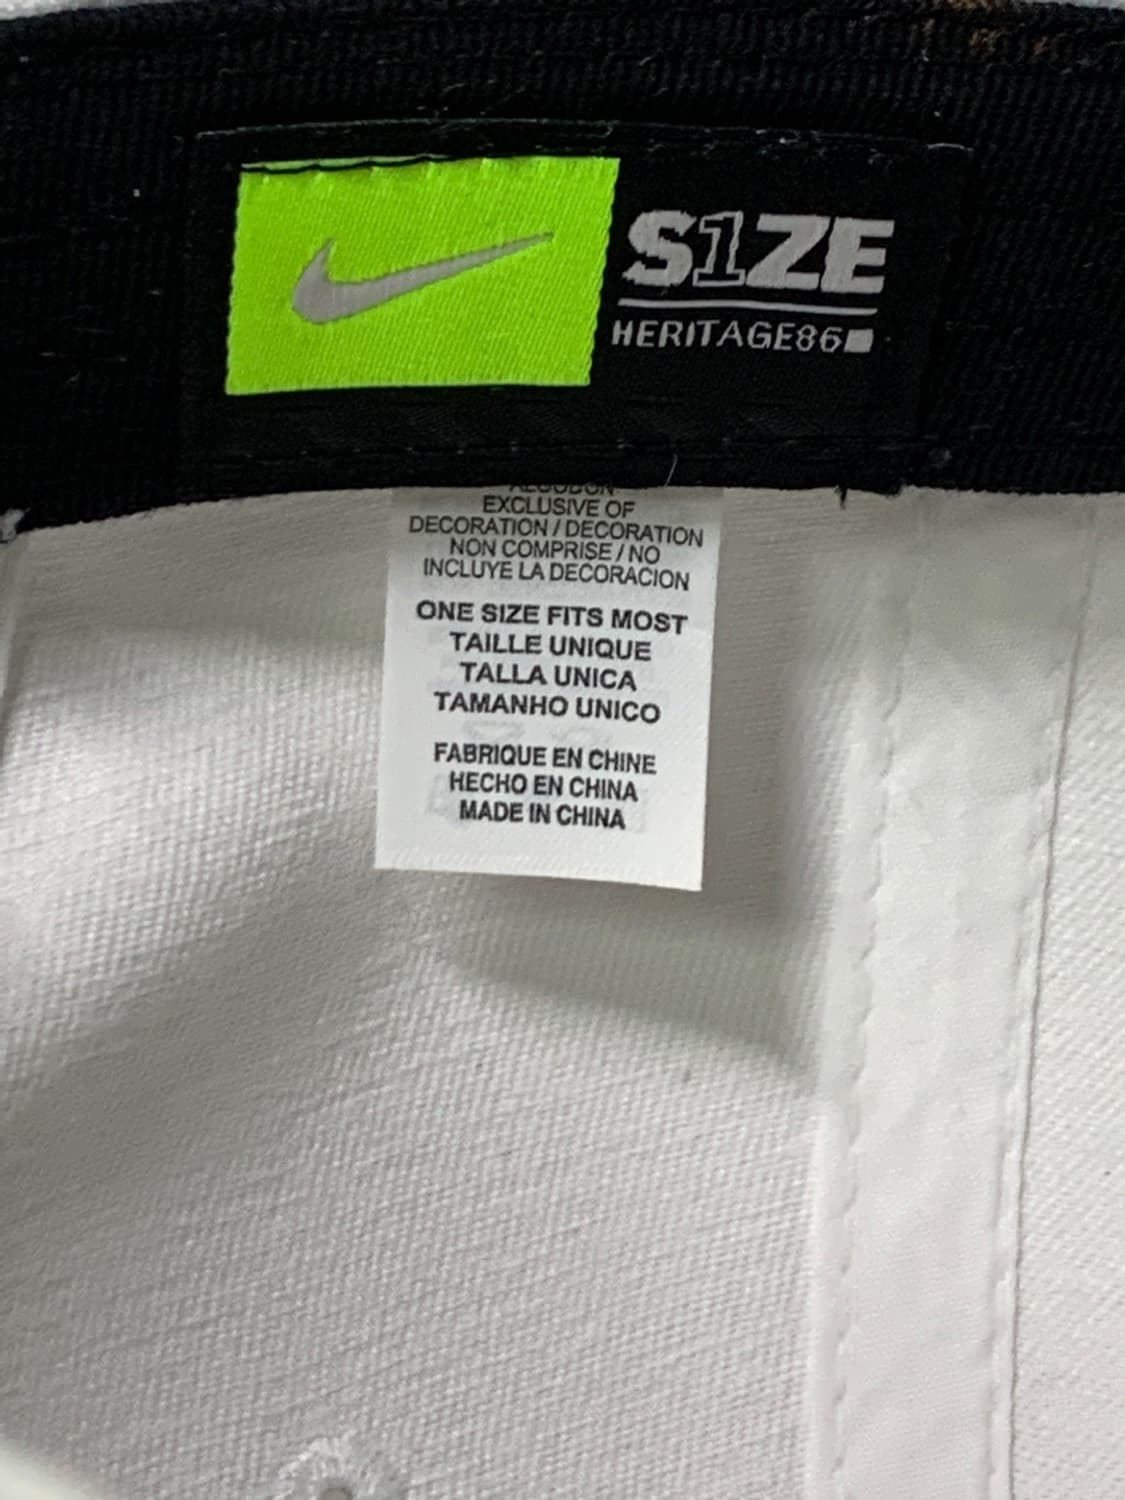 S1ZE
HERITAGE86
ALGODON
EXCLUSIVE OF
DECORATION / DECORATION
NON COMPRISE / NO
INCLUYE LA DECORACION
ONE SIZE FITS MOST
TAILLE UNIQUE
TALLA UNICA
TAMANHO UNICO
FABRIQUE EN CHINE
HECHO EN CHINA
MADE IN CHINA